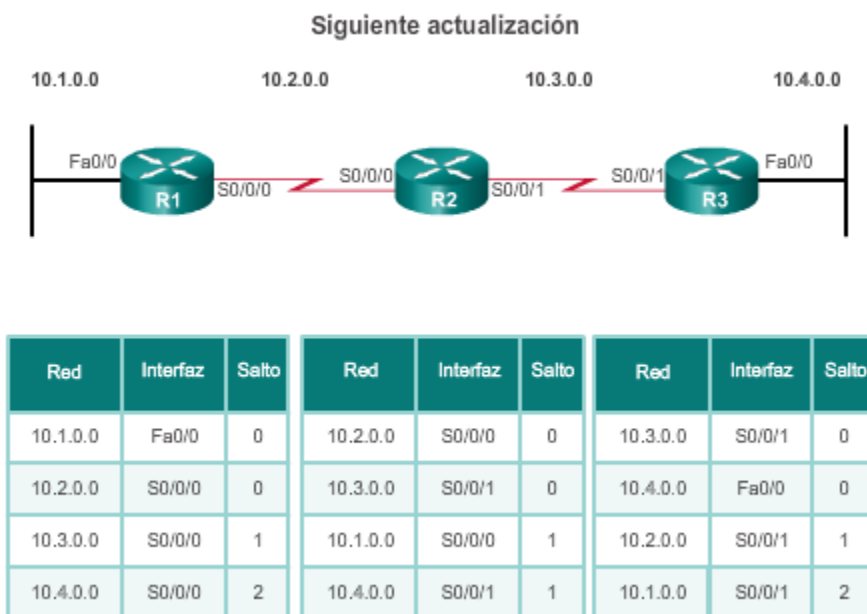 Siguiente actualización
10.1.0.0 10.2.0.0 10.3.0.0 10.4.0.0
Fa0/0 S0/0/0 S0/0/0 S0/0/1 S0/0/1 Fa0/0
R1 R2 R3
Red Interfaz Salto Red Interfaz Salto Red Interfaz Salto
10.1.0.0 Fa0/0 0 10.2.0.0 S0/0/0 0 10.3.0.0 S0/0/1 0
10.2.0.0 S0/0/0 0 10.3.0.0 S0/0/1 0 10.4.0.0 Fa0/0 0
10.3.0.0 S0/0/0 1 10.1.0.0 S0/0/0 1 10.2.0.0 S0/0/1 1
10.4.0.0 S0/0/0 2 10.4.0.0 S0/0/1 1 10.1.0.0 S0/0/1 2